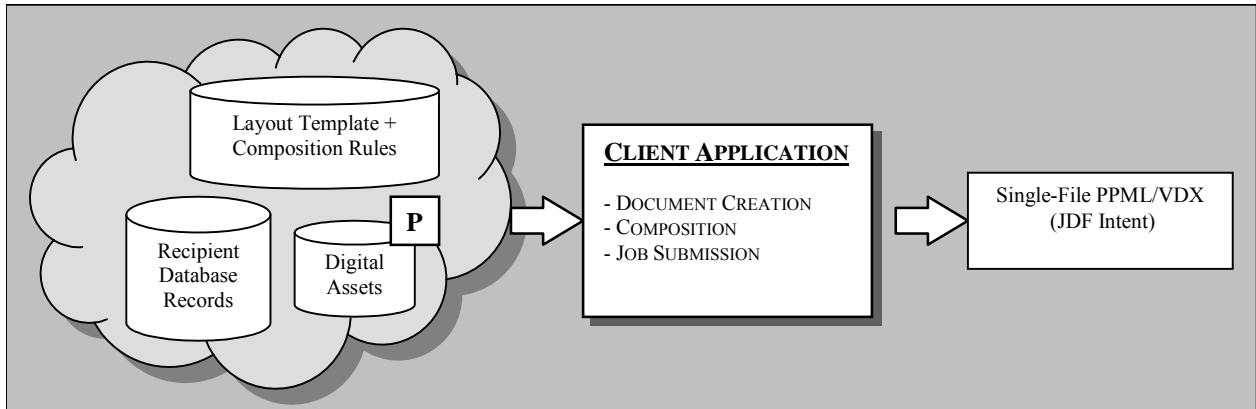 Layout Template +
Composition Rules
P
Recipient
Database
Records
Digital
Assets
CLIENT APPLICATION
- DOCUMENT CREATION
- COMPOSITION
- JOB SUBMISSION
Single-File PPML/VDX
(JDF Intent)